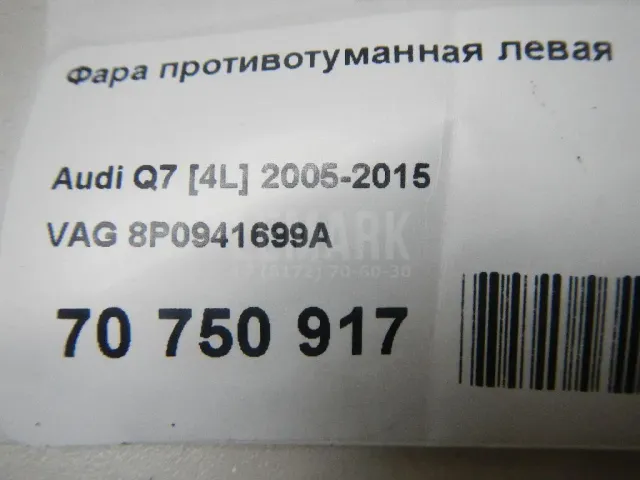 Фара противотуманная левая
Audi Q7 [4L] 2005-2015
VAG 8P0941699A
70 750 917